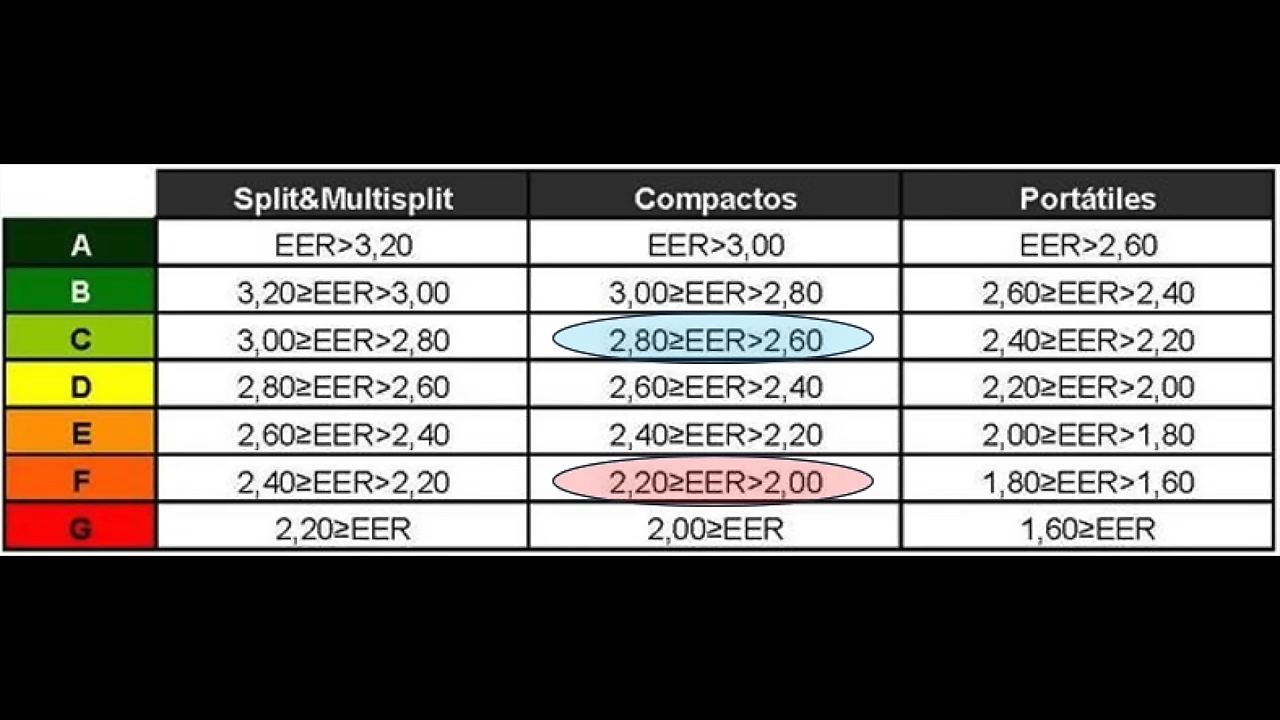 Split&Multisplit Compactos Portátiles
A EER>3,20 EER>3,00 EER>2,60
B 3,20≥EER>3,00 3,00≥EER>2,80 2,60≥EER>2,40
C 3,00≥EER>2,80 2,80≥EER>2,60 2,40≥EER>2,20
D 2,80≥EER>2,60 2,60≥EER>2,40 2,20≥EER>2,00
E 2,60≥EER>2,40 2,40≥EER>2,20 2,00≥EER>1,80
F 2,40≥EER>2,20 2,20≥EER>2,00 1,80≥EER>1,60
G 2,20≥EER 2,00≥EER 1,60≥EER